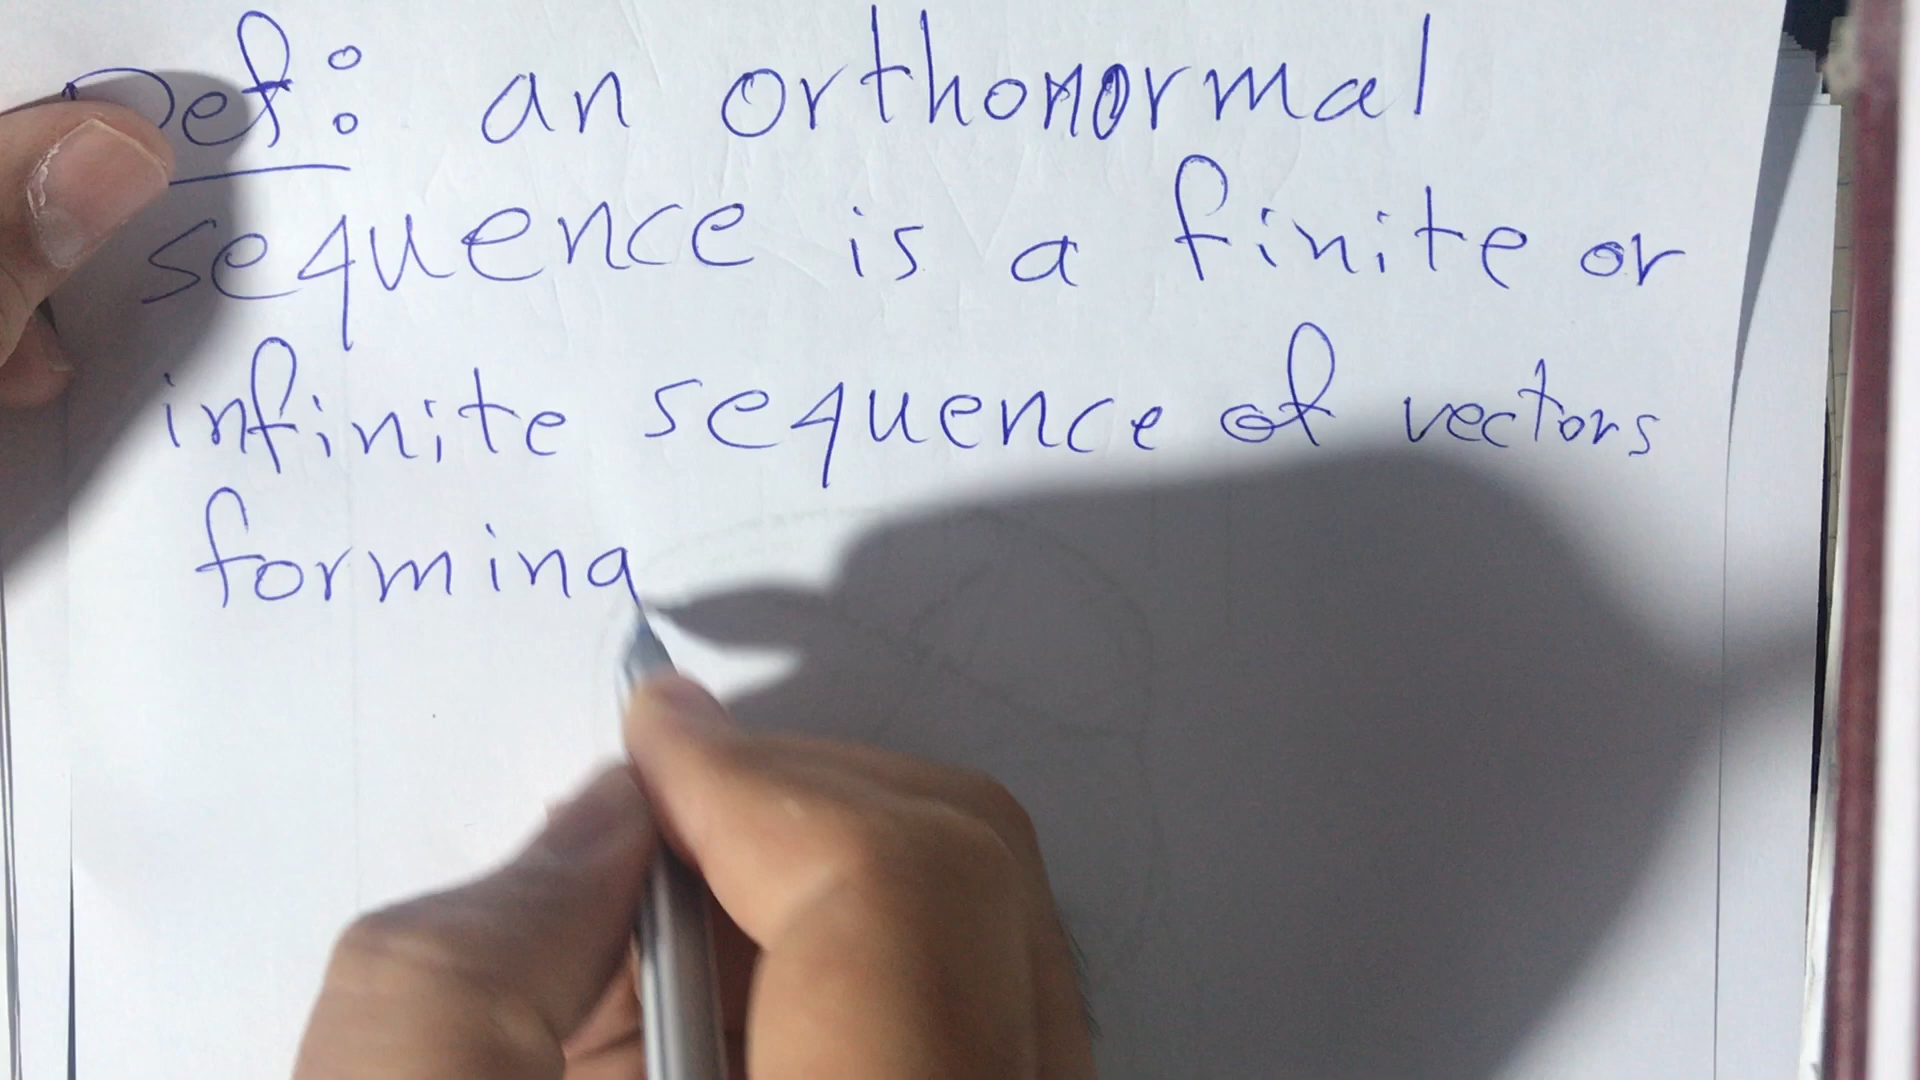 Def: an orthonormal
sequence is a finite or
infinite sequence of vectors
forming